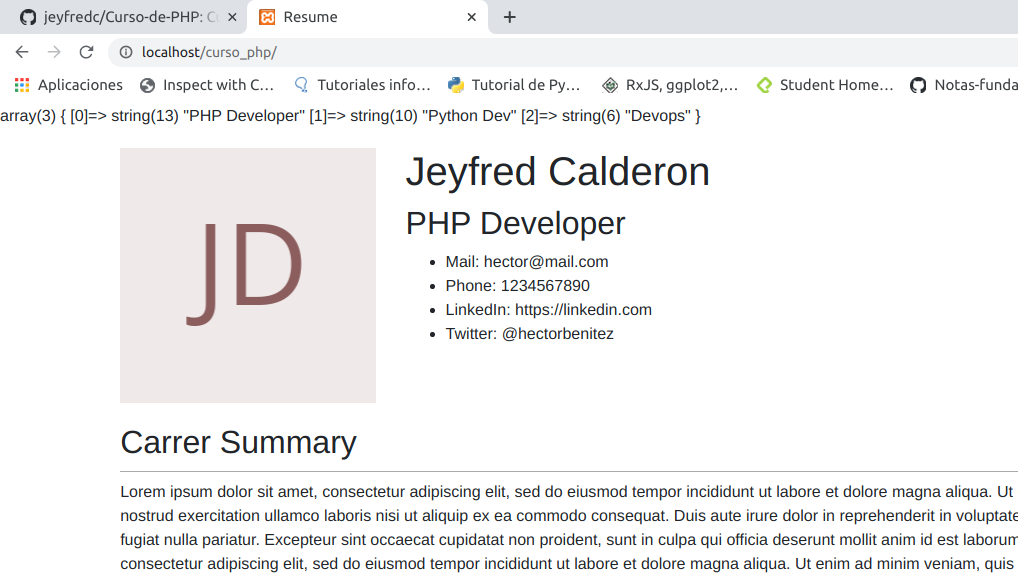 jeyfredc/Curso-de-PHP: Cu
Resume
localhost/curso_php/
Aplicaciones Inspect with C... Tutoriales info... Tutorial de Py... RxJS, ggplot2,... Student Home... Notas-funda
array(3) { [0]=> string(13) "PHP Developer" [1]=> string(10) "Python Dev" [2]=> string(6) "Devops" }
JD
Jeyfred Calderon
PHP Developer
Mail: hector@mail.com
Phone: 1234567890
LinkedIn: https://linkedin.com
Twitter: @hectorbenitez
Carrer Summary
Lorem ipsum dolor sit amet, consectetur adipiscing elit, sed do eiusmod tempor incididunt ut labore et dolore magna aliqua. Ut
nostrud exercitation ullamco laboris nisi ut aliquip ex ea commodo consequat. Duis aute irure dolor in reprehenderit in voluptate
fugiat nulla pariatur. Excepteur sint occaecat cupidatat non proident, sunt in culpa qui officia deserunt mollit anim id est laborum
consectetur adipiscing elit, sed do eiusmod tempor incididunt ut labore et dolore magna aliqua. Ut enim ad minim veniam, quis